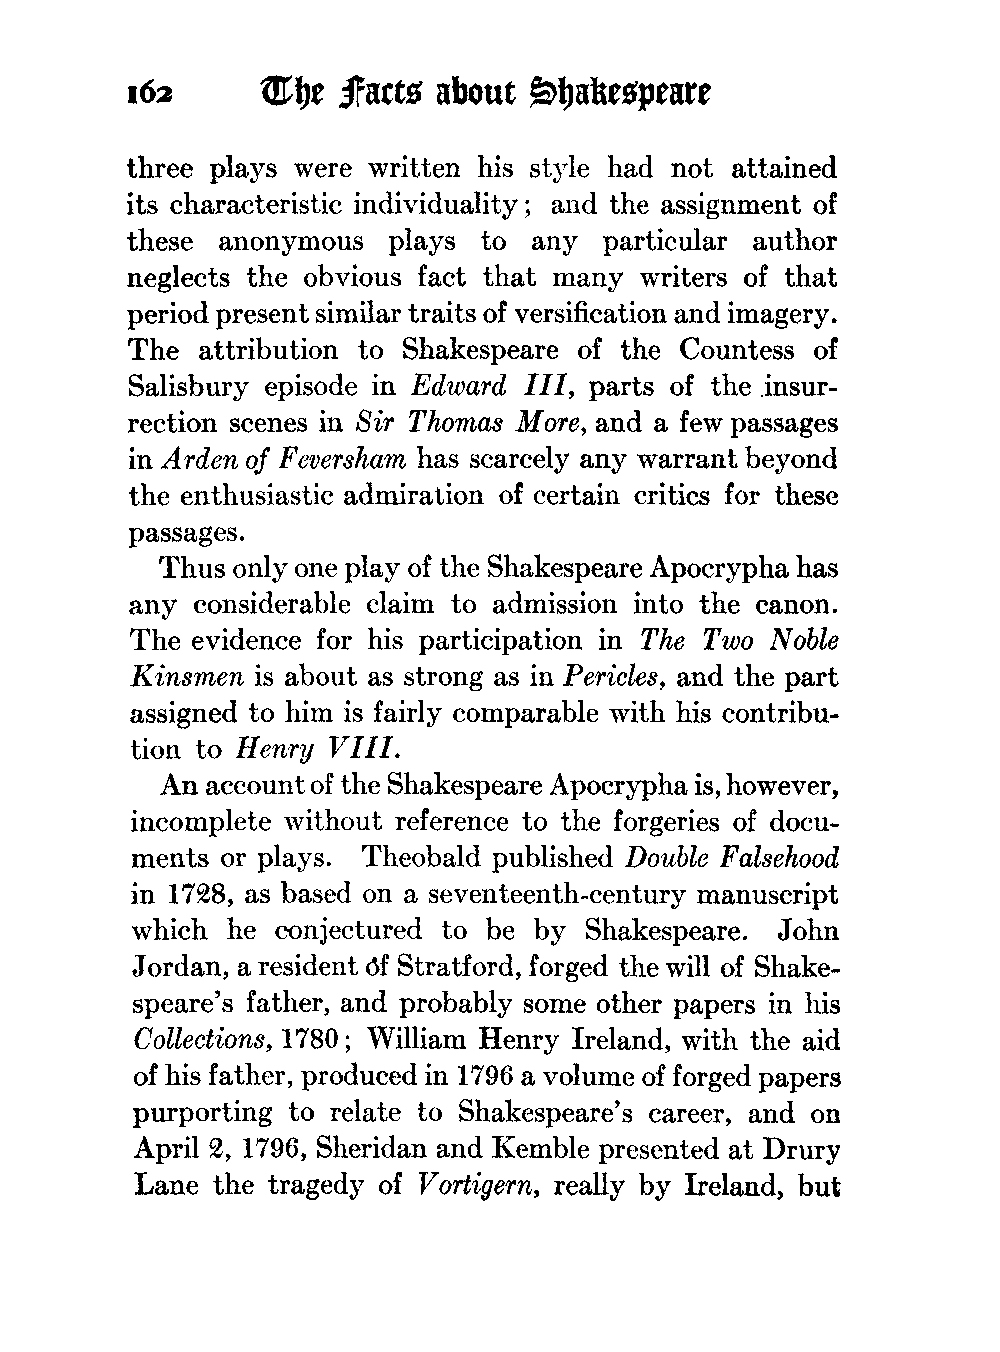 162 The Facts about Shakespeare
three plays were written his style had not attained
its characteristic individuality; and the assignment of
these anonymous plays to any particular author
neglects the obvious fact that many writers of that
period present similar traits of versification and imagery.
The attribution to Shakespeare of the Countess of
Salisbury episode in Edward III, parts of the insur-
rection scenes in Sir Thomas More, and a few passages
in Arden of Feversham has scarcely any warrant beyond
the enthusiastic admiration of certain critics for these
passages.
Thus only one play of the Shakespeare Apocrypha has
any considerable claim to admission into the canon.
The evidence for his participation in The Two Noble
Kinsmen is about as strong as in Pericles, and the part
assigned to him is fairly comparable with his contribu-
tion to Henry VIII.
An account of the Shakespeare Apocrypha is, however,
incomplete without reference to the forgeries of docu-
ments or plays. Theobald published Double Falsehood
in 1728, as based on a seventeenth-century manuscript
which he conjectured to be by Shakespeare. John
Jordan, a resident of Stratford, forged the will of Shake-
speare's father, and probably some other papers in his
Collections, 1780; William Henry Ireland, with the aid
of his father, produced in 1796 a volume of forged papers
purporting to relate to Shakespeare's career, and on
April 2, 1796, Sheridan and Kemble presented at Drury
Lane the tragedy of Vortigern, really by Ireland, but